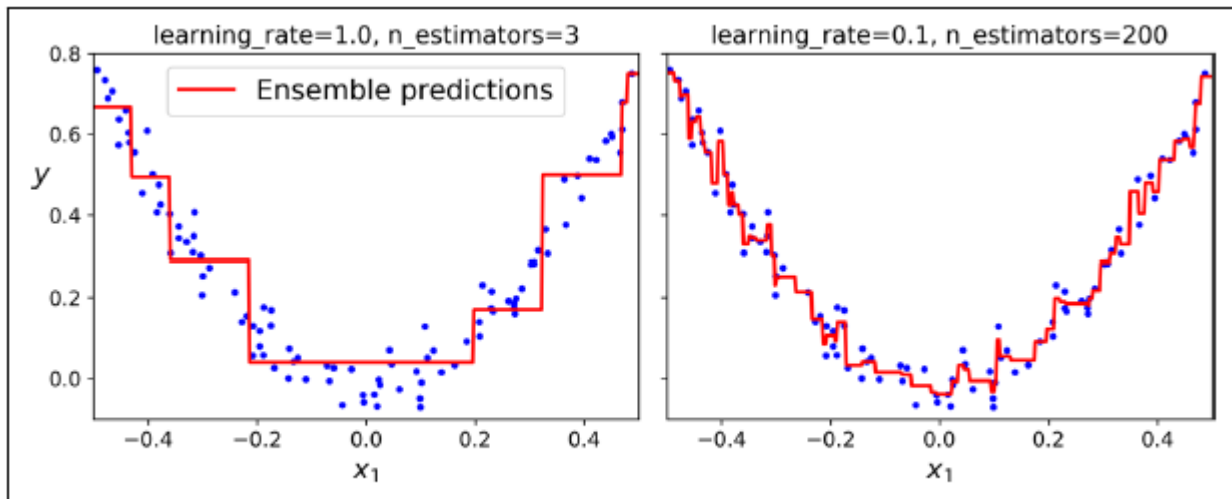 learning_rate=1.0, n_estimators=3
learning_rate=0.1, n_estimators=200
Ensemble predictions
y
0.8
0.6
0.4
0.2
0.0
−0.4 −0.2 0.0 0.2 0.4
−0.4 −0.2 0.0 0.2 0.4
x₁
x₁